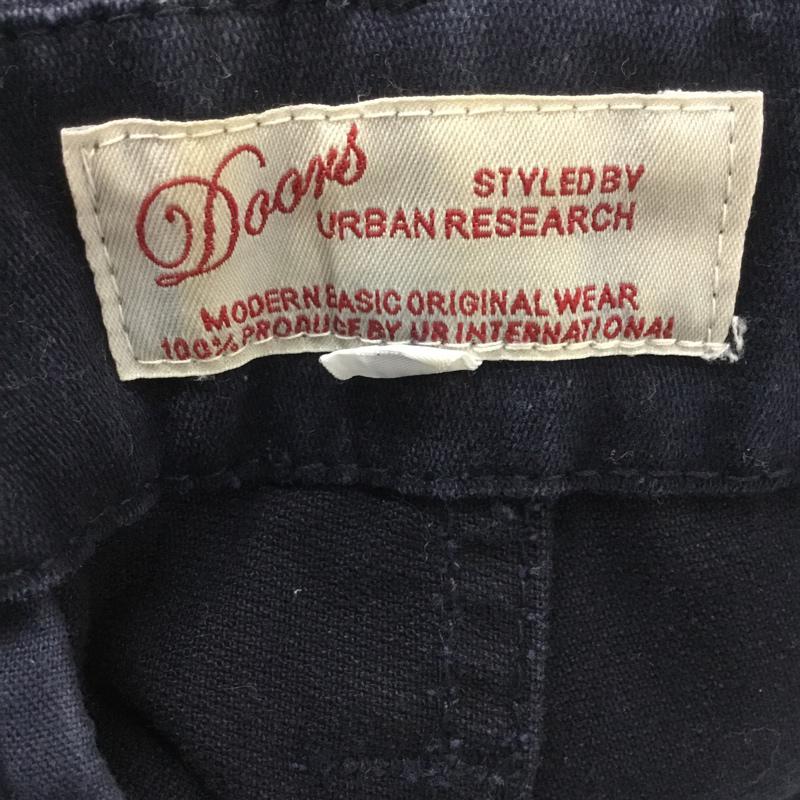 Doors
STYLED BY
URBAN RESEARCH
MODERN BASIC ORIGINAL WEAR
100% PRODUCE BY UR INTERNATIONAL